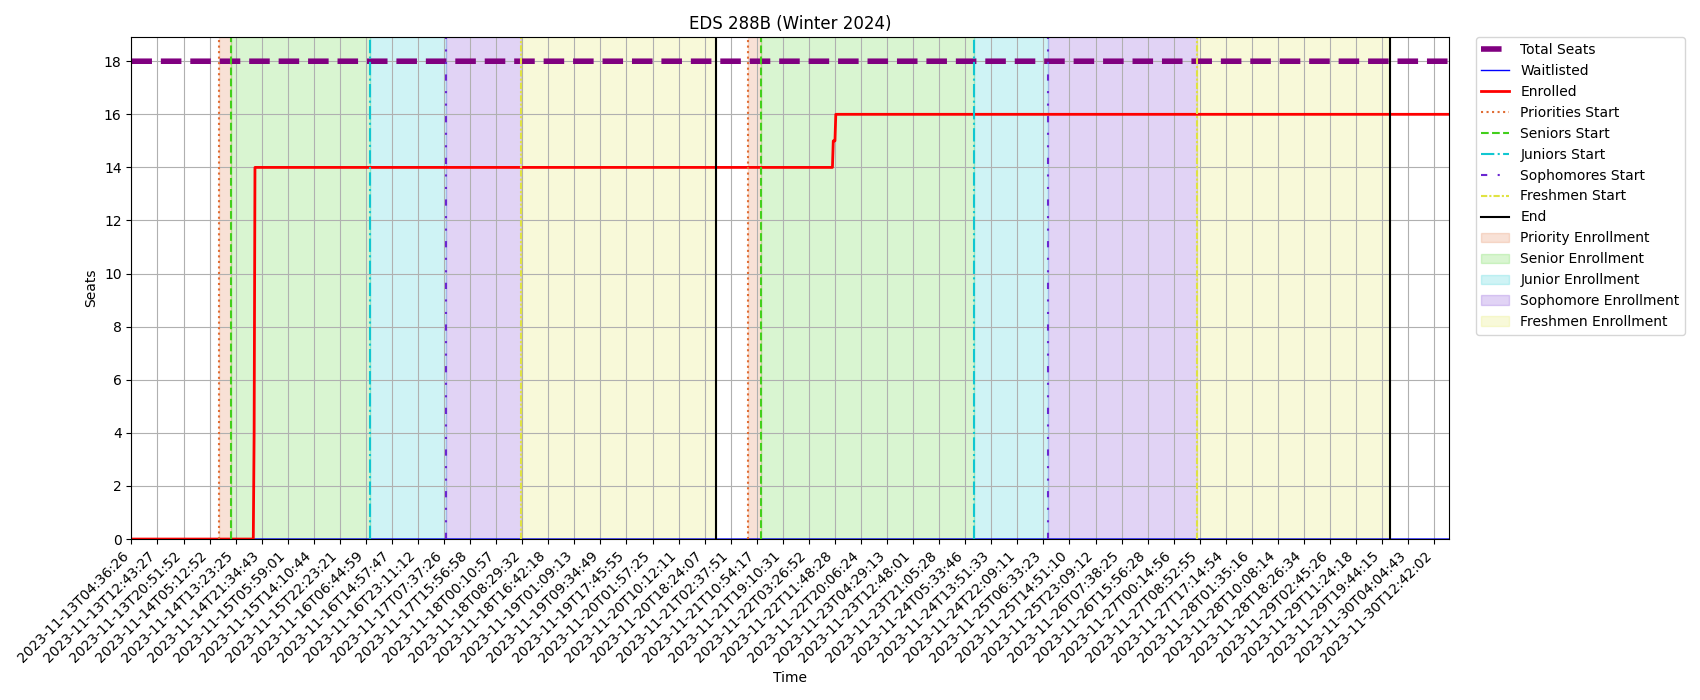 EDS 288B (Winter 2024)
Seats
18
16
14
12
10
8
6
4
2
0
2023-11-13T04:36:26
2023-11-13T12:43:27
2023-11-13T20:51:52
2023-11-14T05:12:52
2023-11-14T13:23:25
2023-11-14T21:34:43
2023-11-15T05:59:01
2023-11-15T14:10:44
2023-11-15T22:23:21
2023-11-16T06:44:59
2023-11-16T14:57:47
2023-11-16T23:11:12
2023-11-17T07:37:26
2023-11-17T15:56:58
2023-11-18T00:10:57
2023-11-18T08:29:32
2023-11-18T16:42:18
2023-11-19T01:09:13
2023-11-19T09:34:49
2023-11-19T17:45:55
2023-11-20T01:57:25
2023-11-20T10:12:11
2023-11-20T18:24:07
2023-11-21T02:37:51
2023-11-21T10:54:17
2023-11-21T19:10:31
2023-11-22T03:26:52
2023-11-22T11:48:28
2023-11-22T20:06:24
2023-11-23T04:29:13
2023-11-23T12:48:01
2023-11-23T21:05:28
2023-11-24T05:33:46
2023-11-24T13:51:33
2023-11-24T22:09:11
2023-11-25T06:33:23
2023-11-25T14:51:10
2023-11-25T23:09:12
2023-11-26T07:38:25
2023-11-26T15:56:28
2023-11-27T00:14:56
2023-11-27T08:52:55
2023-11-27T17:14:54
2023-11-28T01:35:16
2023-11-28T10:08:14
2023-11-28T18:26:34
2023-11-29T02:45:26
2023-11-29T11:24:18
2023-11-29T19:44:15
2023-11-30T04:04:43
2023-11-30T12:42:02
Time
Total Seats
Waitlisted
Enrolled
Priorities Start
Seniors Start
Juniors Start
Sophomores Start
Freshmen Start
End
Priority Enrollment
Senior Enrollment
Junior Enrollment
Sophomore Enrollment
Freshmen Enrollment